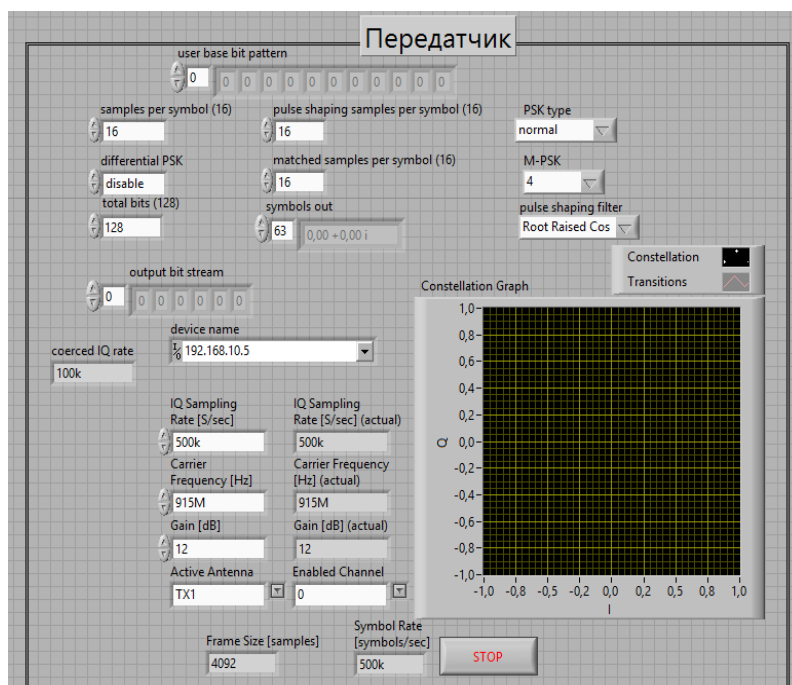 Передатчик
user base bit pattern
0 0 0 0 0 0 0 0 0 0 0
samples per symbol (16)
16
pulse shaping samples per symbol (16)
16
PSK type
normal
differential PSK
disable
matched samples per symbol (16)
16
M-PSK
4
total bits (128)
128
symbols out
63 0,00 +0,00 i
pulse shaping filter
Root Raised Cos
Constellation
Transitions
output bit stream
0 0 0 0 0 0 0
Constellation Graph
device name
192.168.10.5
coerced IQ rate
100k
IQ Sampling
Rate [S/sec]
500k
IQ Sampling
Rate [S/sec] (actual)
500k
Carrier
Frequency [Hz]
915M
Carrier Frequency
[Hz] (actual)
915M
Gain [dB]
12
Gain [dB] (actual)
12
Active Antenna
TX1
Enabled Channel
0
1,0
0,8
0,6
0,4
0,2
0,0
-0,2
-0,4
-0,6
-0,8
-1,0
Q
-1,0 -0,8 -0,5 -0,2 0,0 0,2 0,5 0,8 1,0
I
Frame Size [samples]
4092
Symbol Rate
[symbols/sec]
500k
STOP